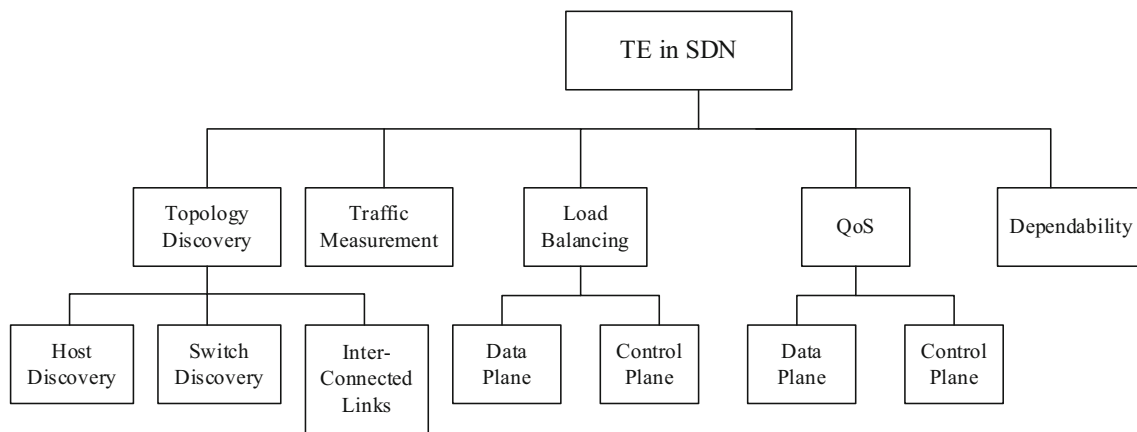 TE in SDN
Topology
Discovery
Traffic
Measurement
Load
Balancing
QoS
Dependability
Host
Discovery
Switch
Discovery
Inter-
Connected
Links
Data
Plane
Control
Plane
Data
Plane
Control
Plane